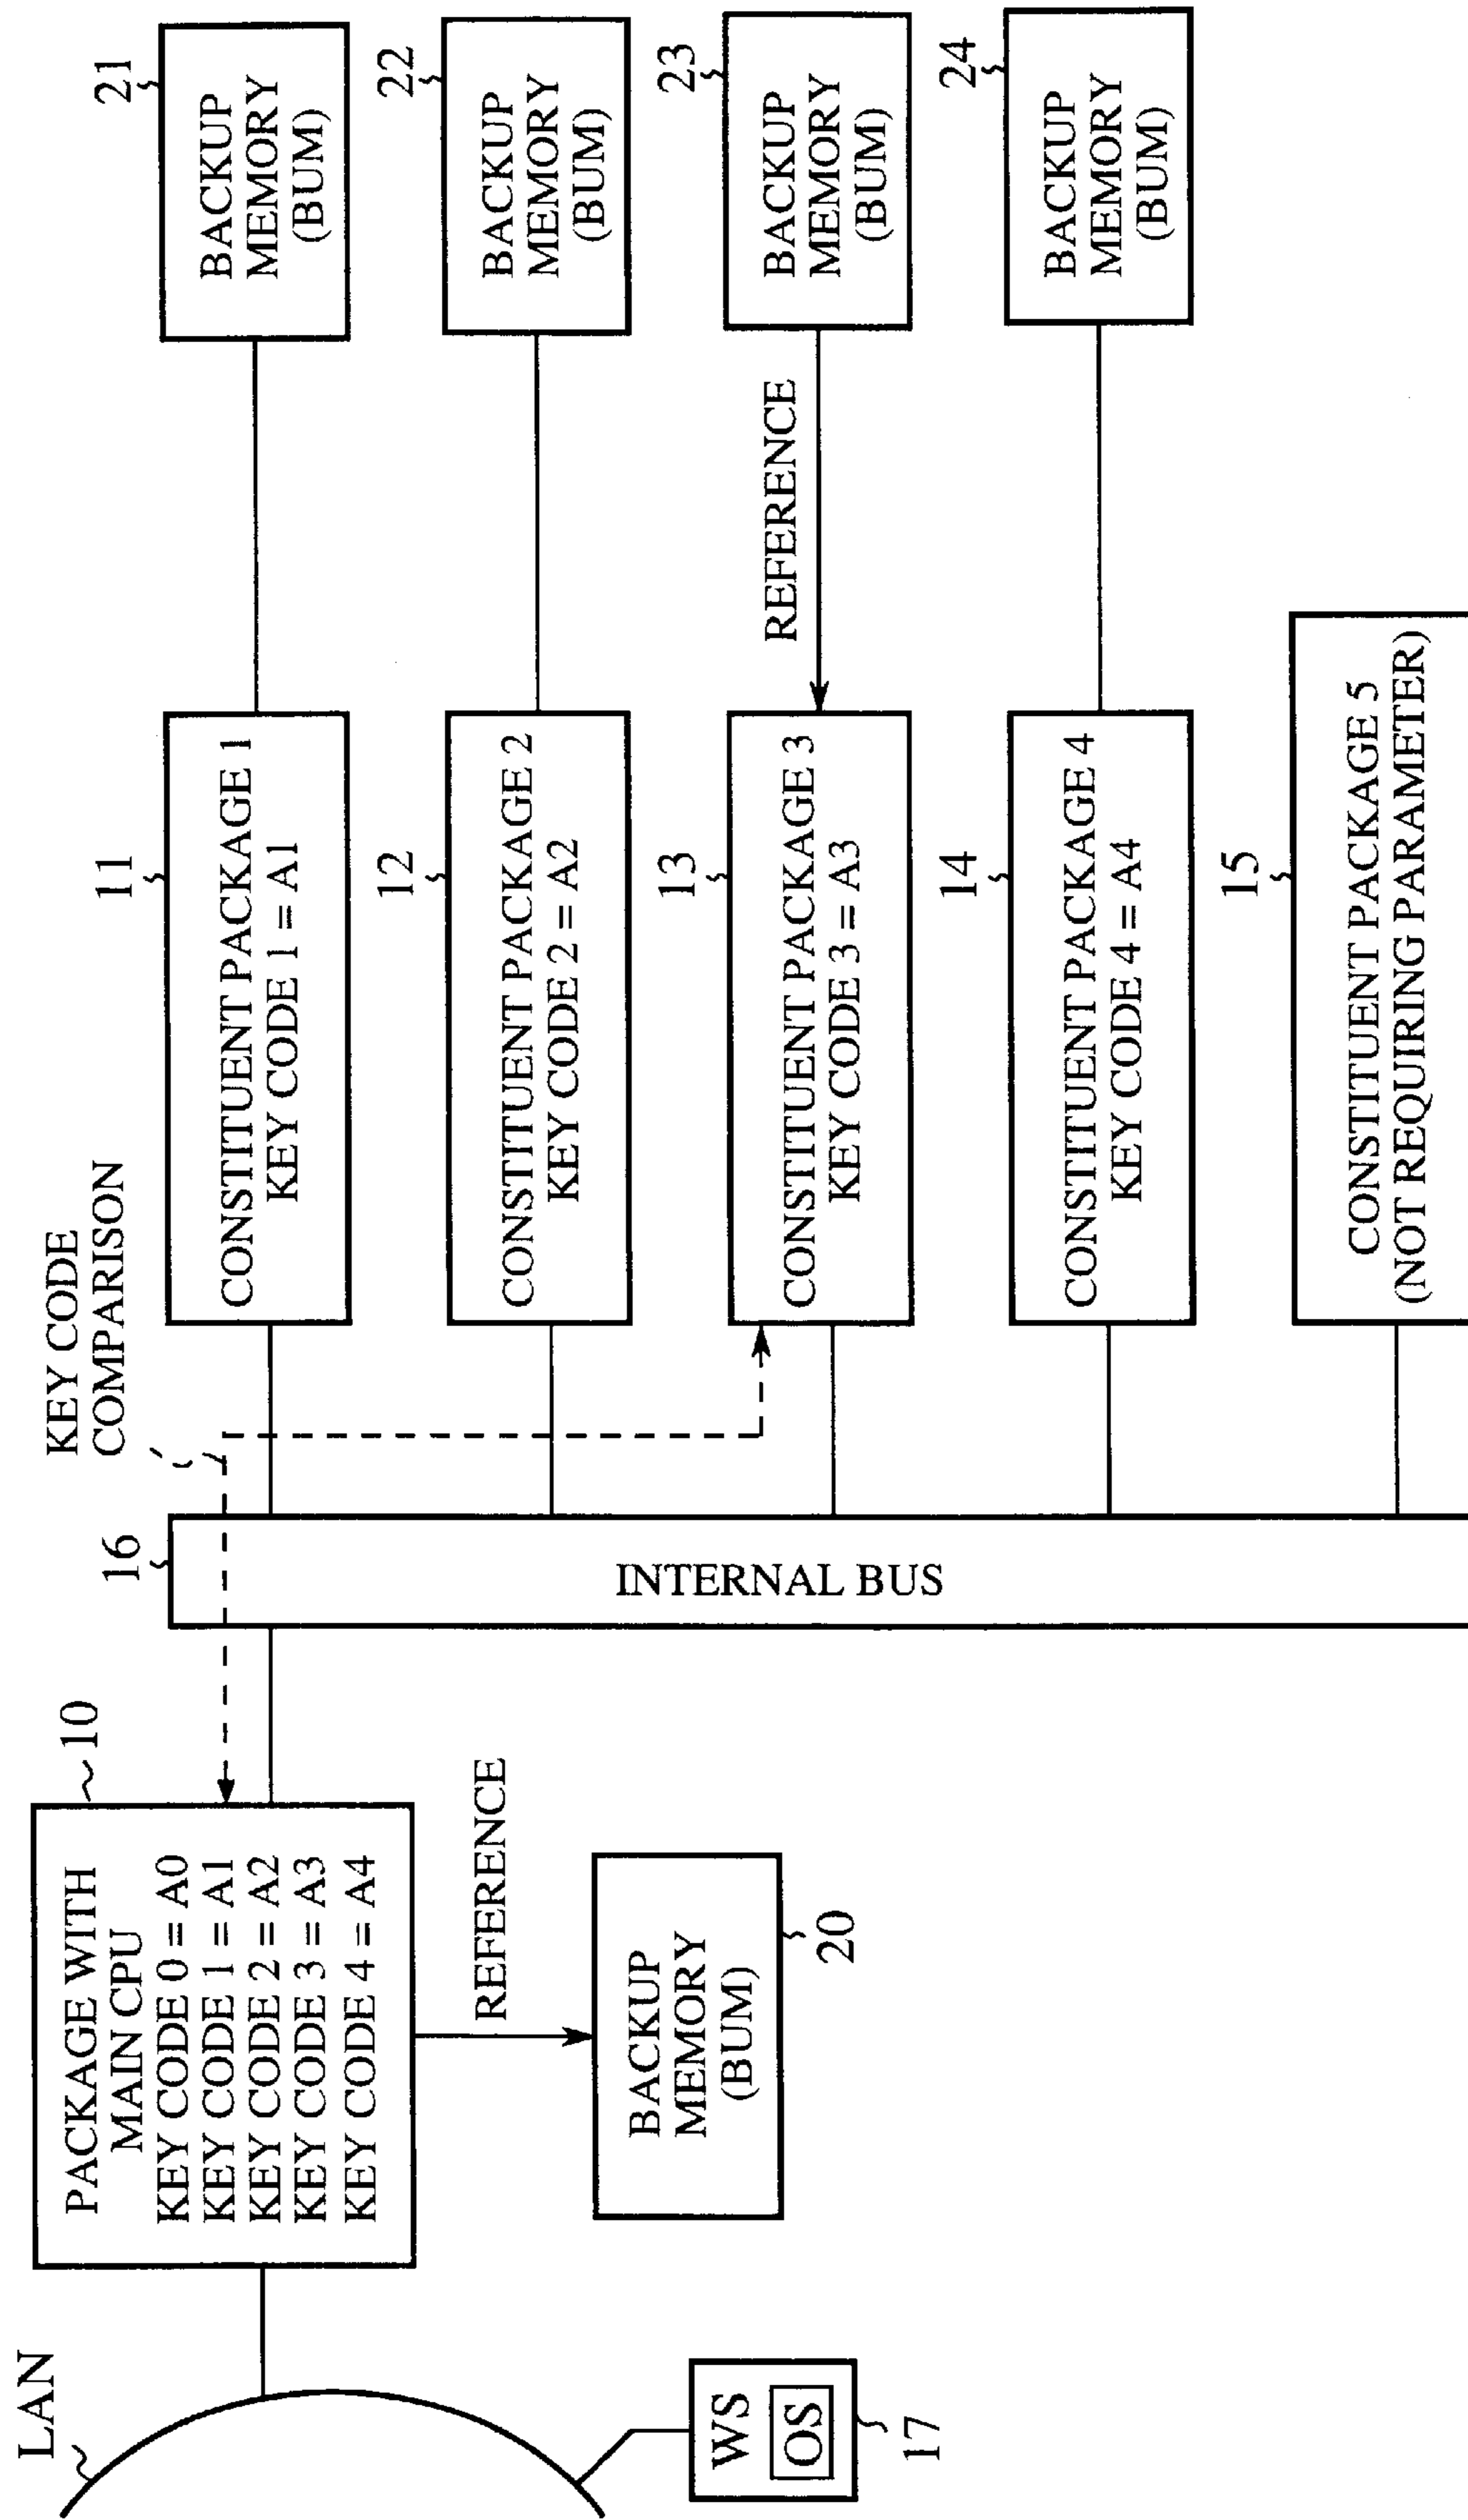 LAN
WS
OS
17
10
PACKAGE WITH
MAIN CPU
KEY CODE 0 = A0
KEY CODE 1 = A1
KEY CODE 2 = A2
KEY CODE 3 = A3
KEY CODE 4 = A4
REFERENCE
BACKUP
MEMORY
(BUM)
20
16
INTERNAL BUS
KEY CODE
COMPARISON
11
CONSTITUENT PACKAGE 1
KEY CODE 1 = A1
12
CONSTITUENT PACKAGE 2
KEY CODE 2 = A2
13
CONSTITUENT PACKAGE 3
KEY CODE 3 = A3
14
CONSTITUENT PACKAGE 4
KEY CODE 4 = A4
15
CONSTITUENT PACKAGE 5
(NOT REQUIRING PARAMETER)
REFERENCE
21
BACKUP
MEMORY
(BUM)
22
BACKUP
MEMORY
(BUM)
23
BACKUP
MEMORY
(BUM)
24
BACKUP
MEMORY
(BUM)